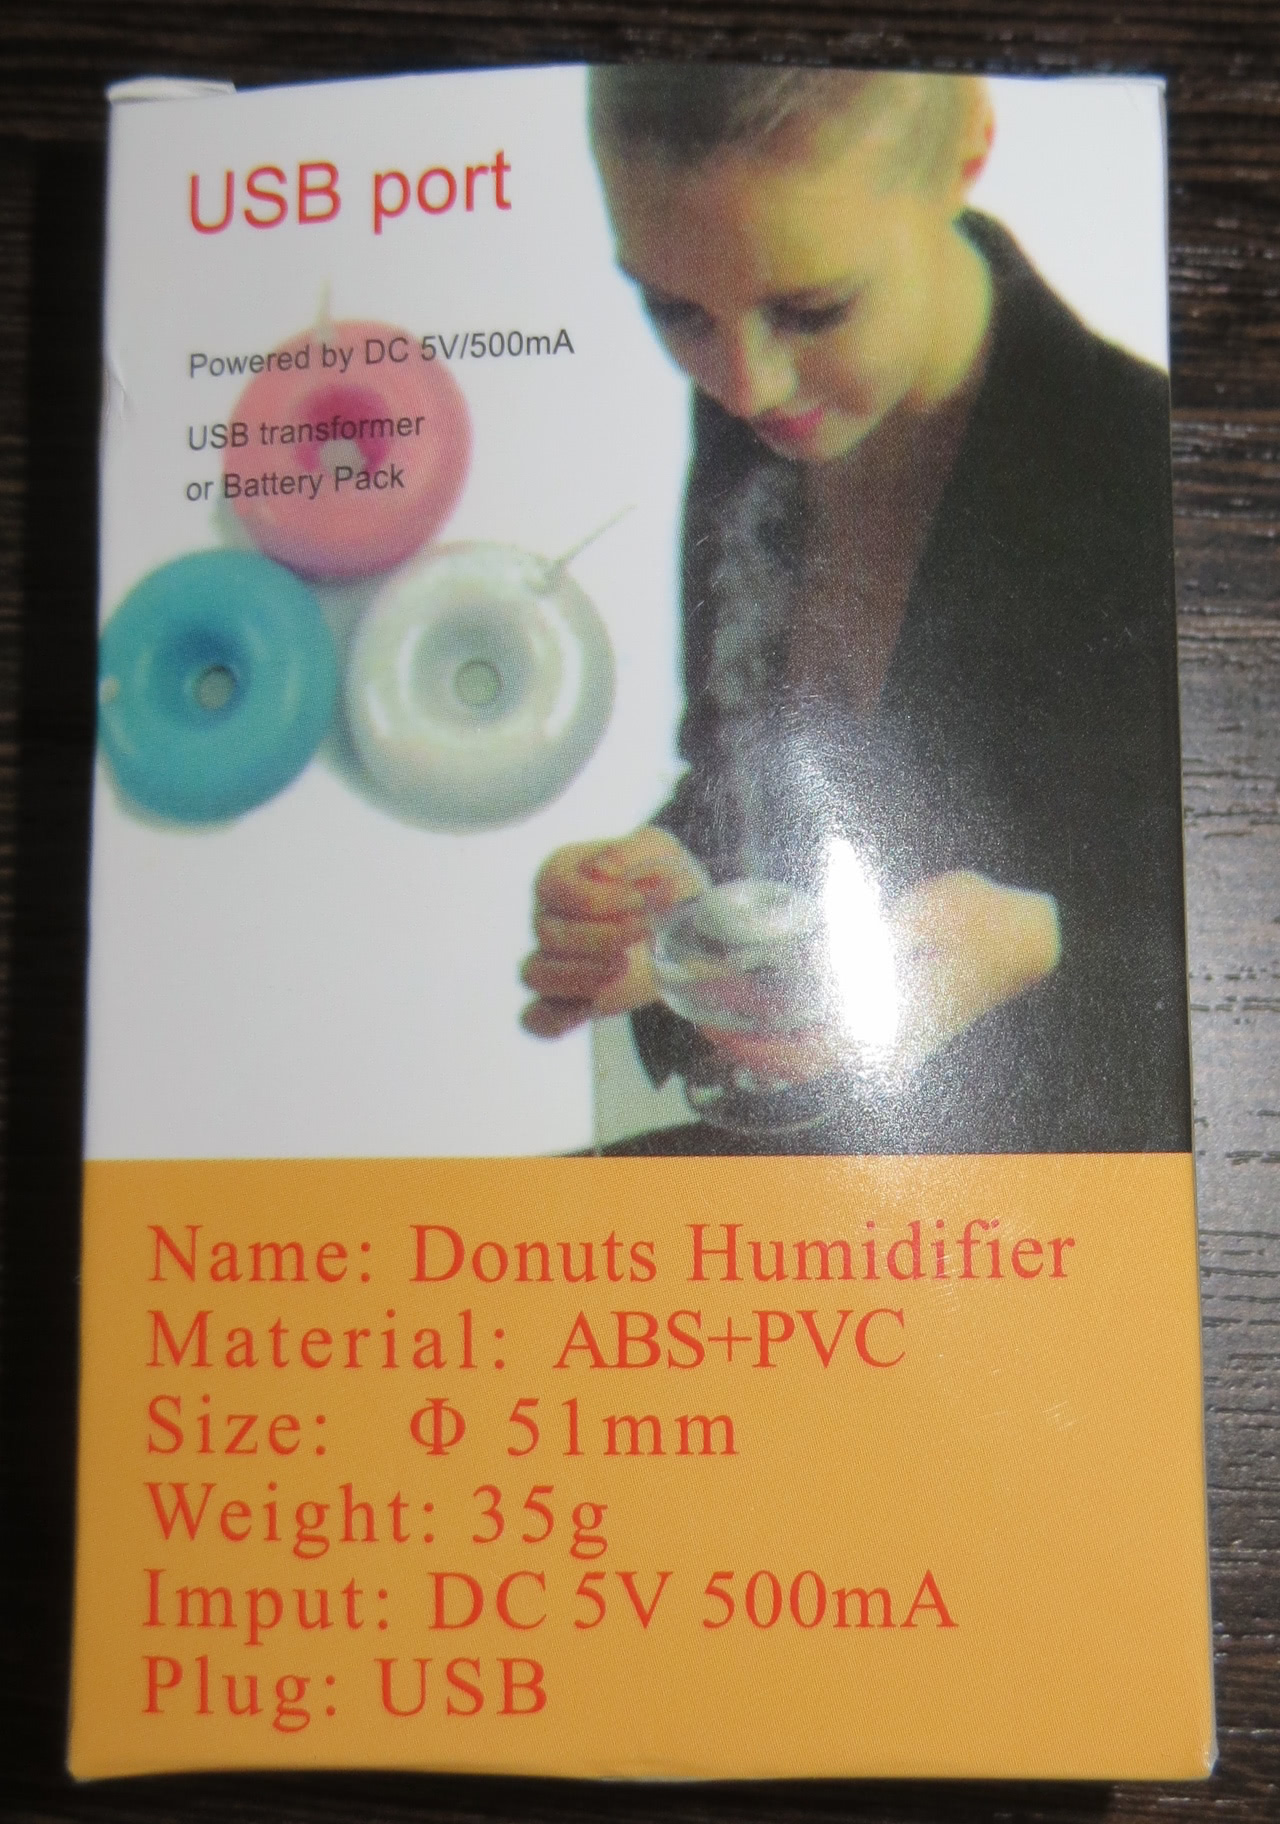 USB port
Powered by DC 5V/500mA
USB transformer
or Battery Pack
Name: Donuts Humidifier
Material: ABS+PVC
Size: Φ 51mm
Weight: 35g
Imput: DC 5V 500mA
Plug: USB